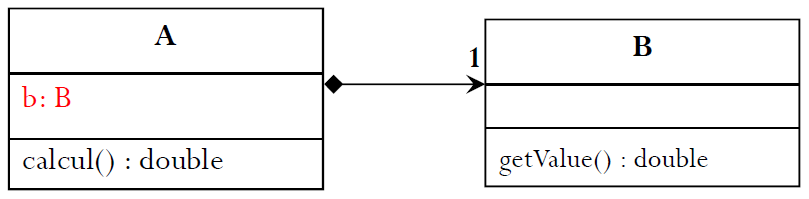 A
b: B
calcul() : double
1
B
getValue() : double